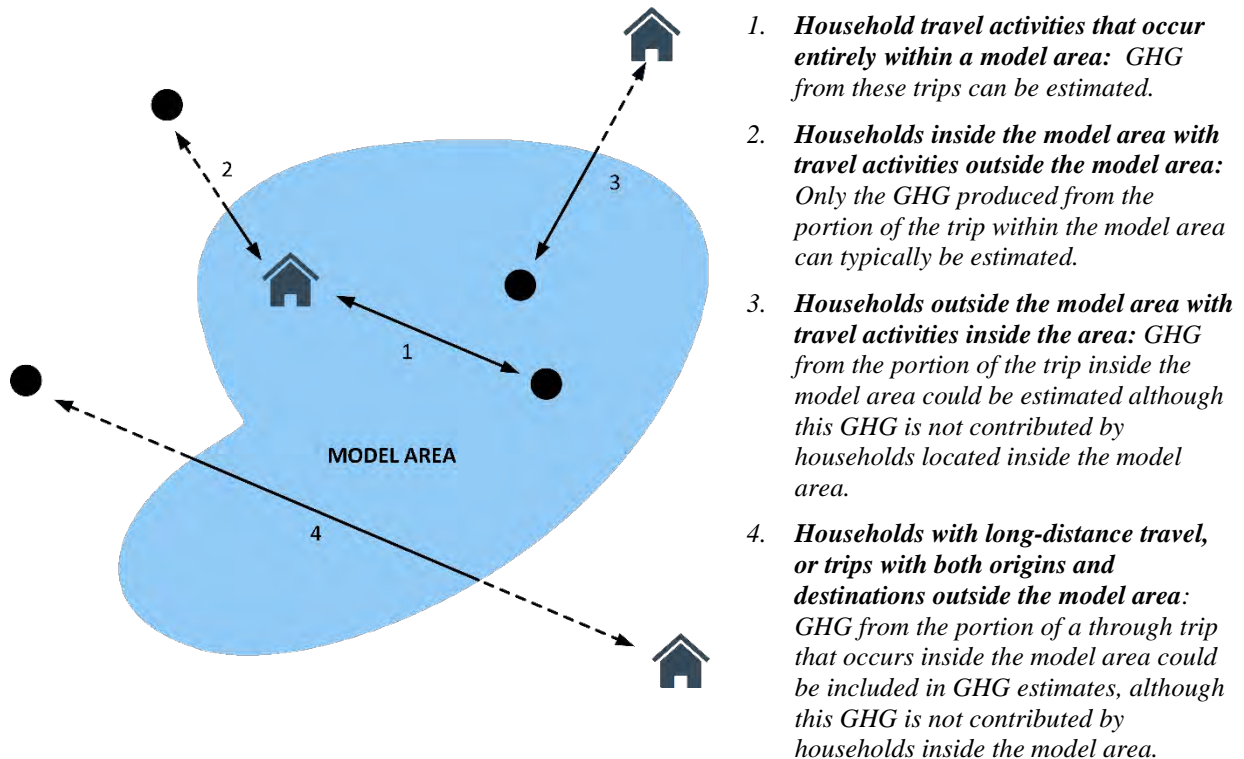 1. Household travel activities that occur
entirely within a model area: GHG
from these trips can be estimated.
2. Households inside the model area with
travel activities outside the model area:
Only the GHG produced from the
portion of the trip within the model area
can typically be estimated.
3. Households outside the model area with
travel activities inside the area: GHG
from the portion of the trip inside the
model area could be estimated although
this GHG is not contributed by
households located inside the model
area.
4. Households with long-distance travel,
or trips with both origins and
destinations outside the model area:
GHG from the portion of a through trip
that occurs inside the model area could
be included in GHG estimates, although
this GHG is not contributed by
households inside the model area.
2
3
1
MODEL AREA
4